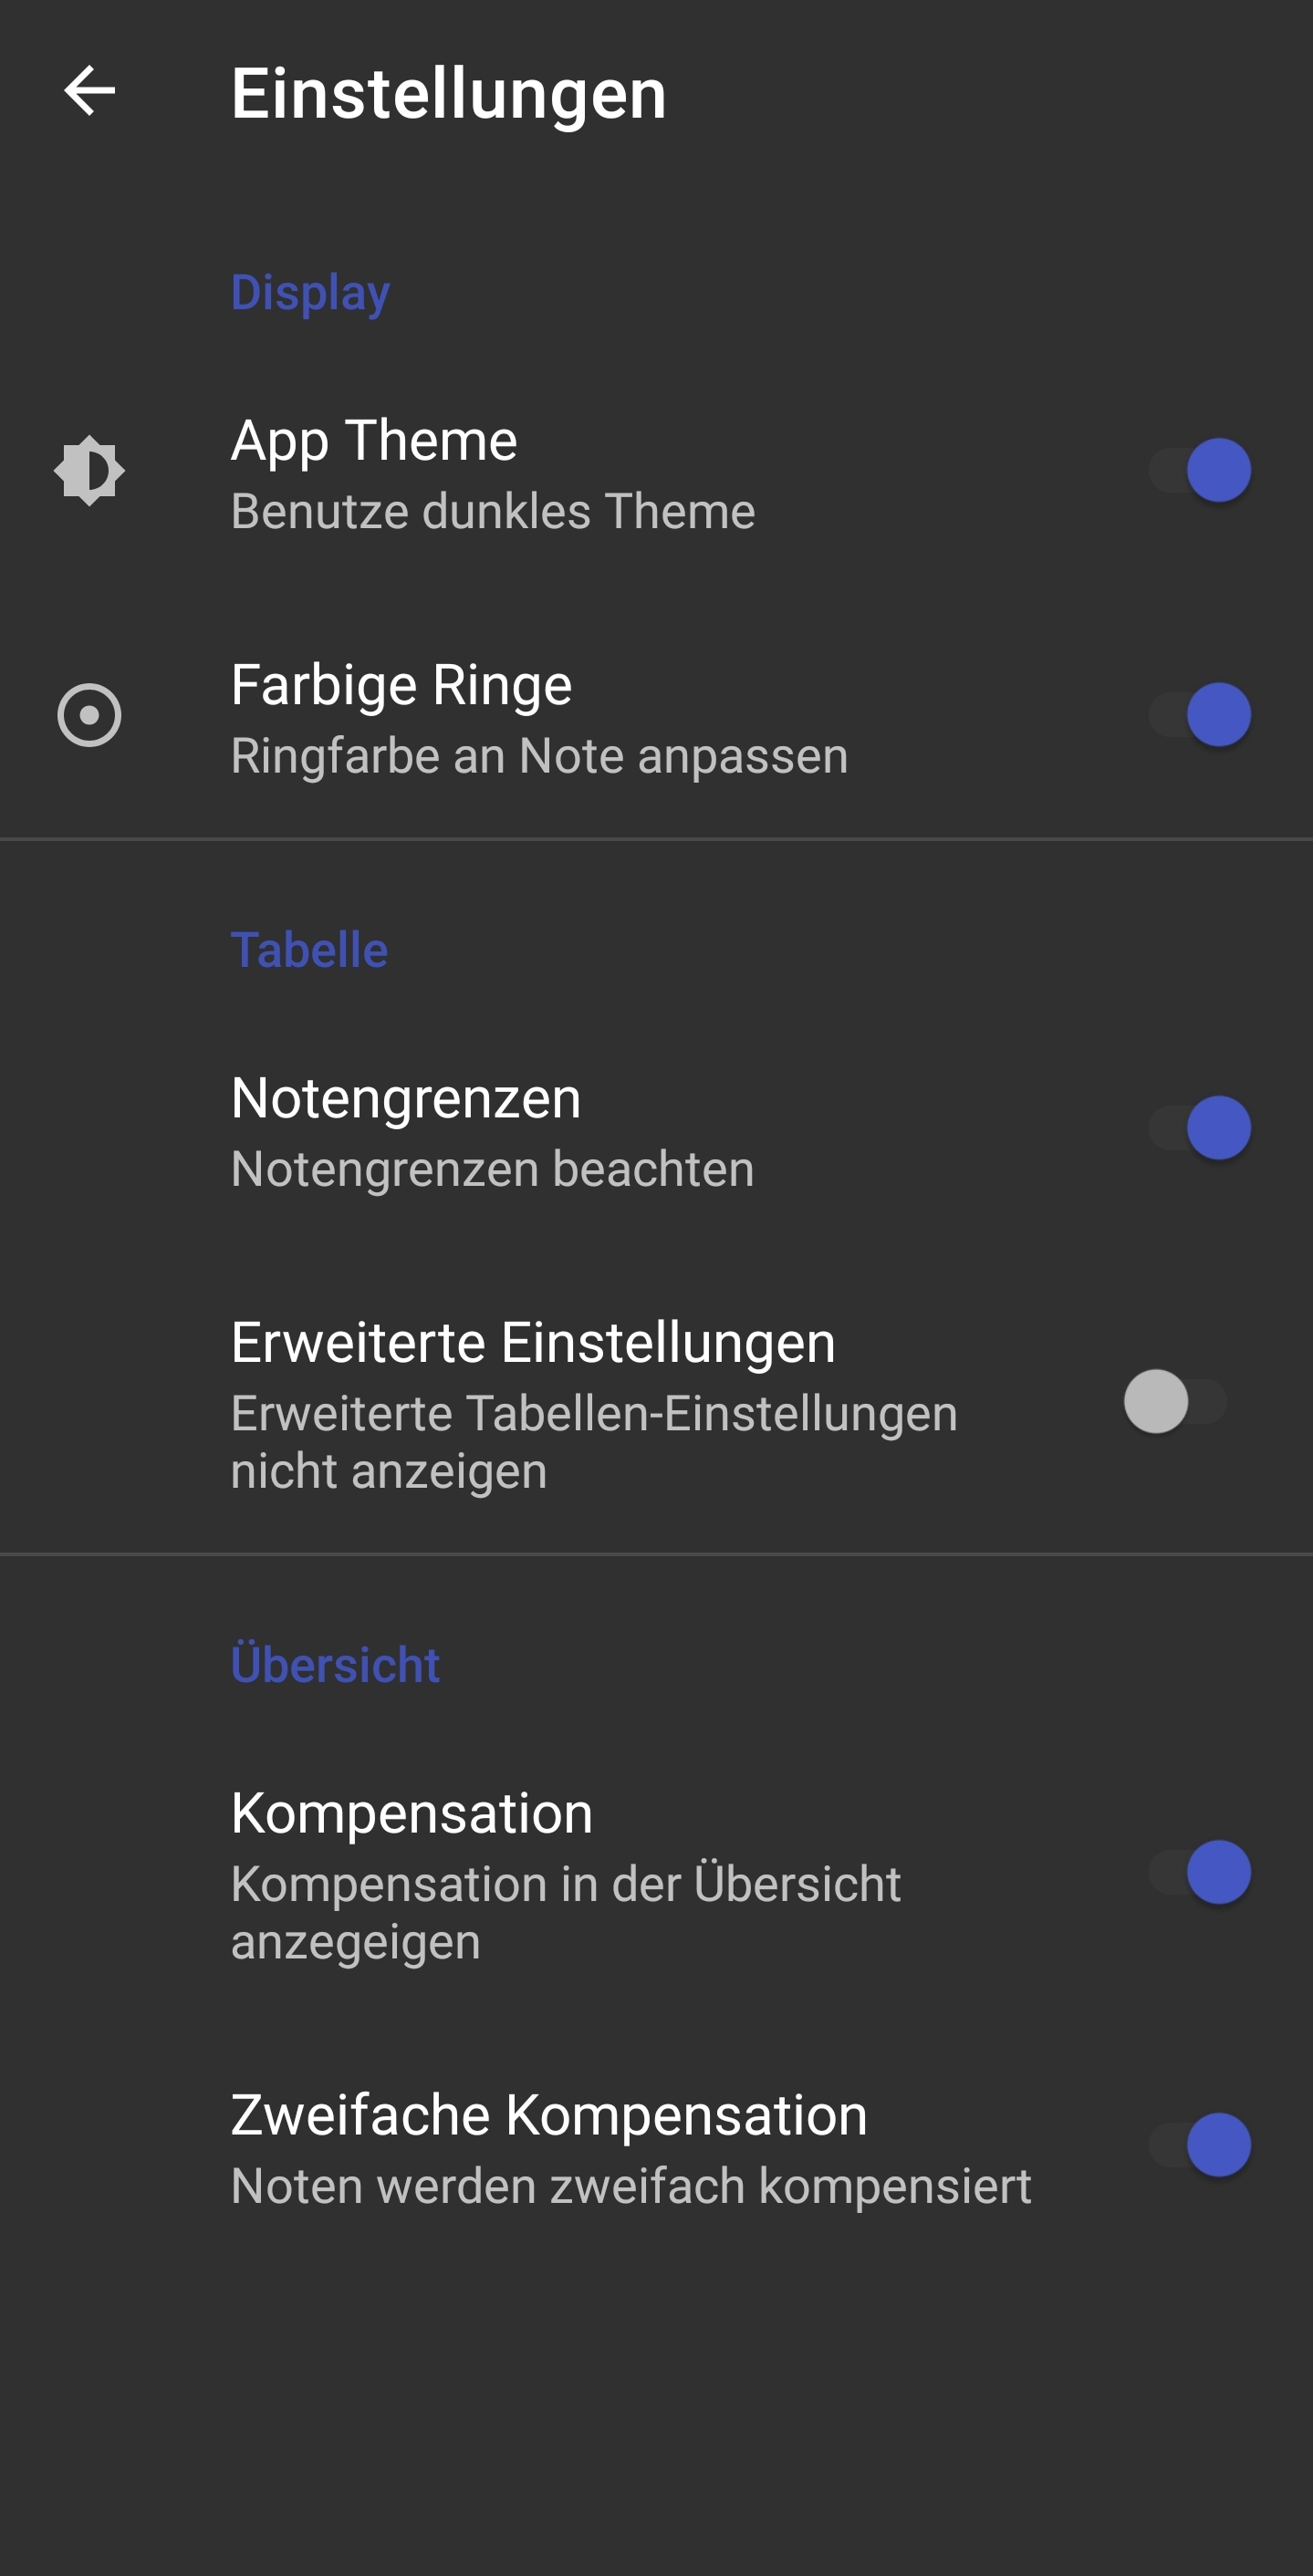 Einstellungen
Display
App Theme
Benutze dunkles Theme
Farbige Ringe
Ringfarbe an Note anpassen
Tabelle
Notengrenzen
Notengrenzen beachten
Erweiterte Einstellungen
Erweiterte Tabellen-Einstellungen
nicht anzeigen
Übersicht
Kompensation
Kompensation in der Übersicht
anzegeigen
Zweifache Kompensation
Noten werden zweifach kompensiert